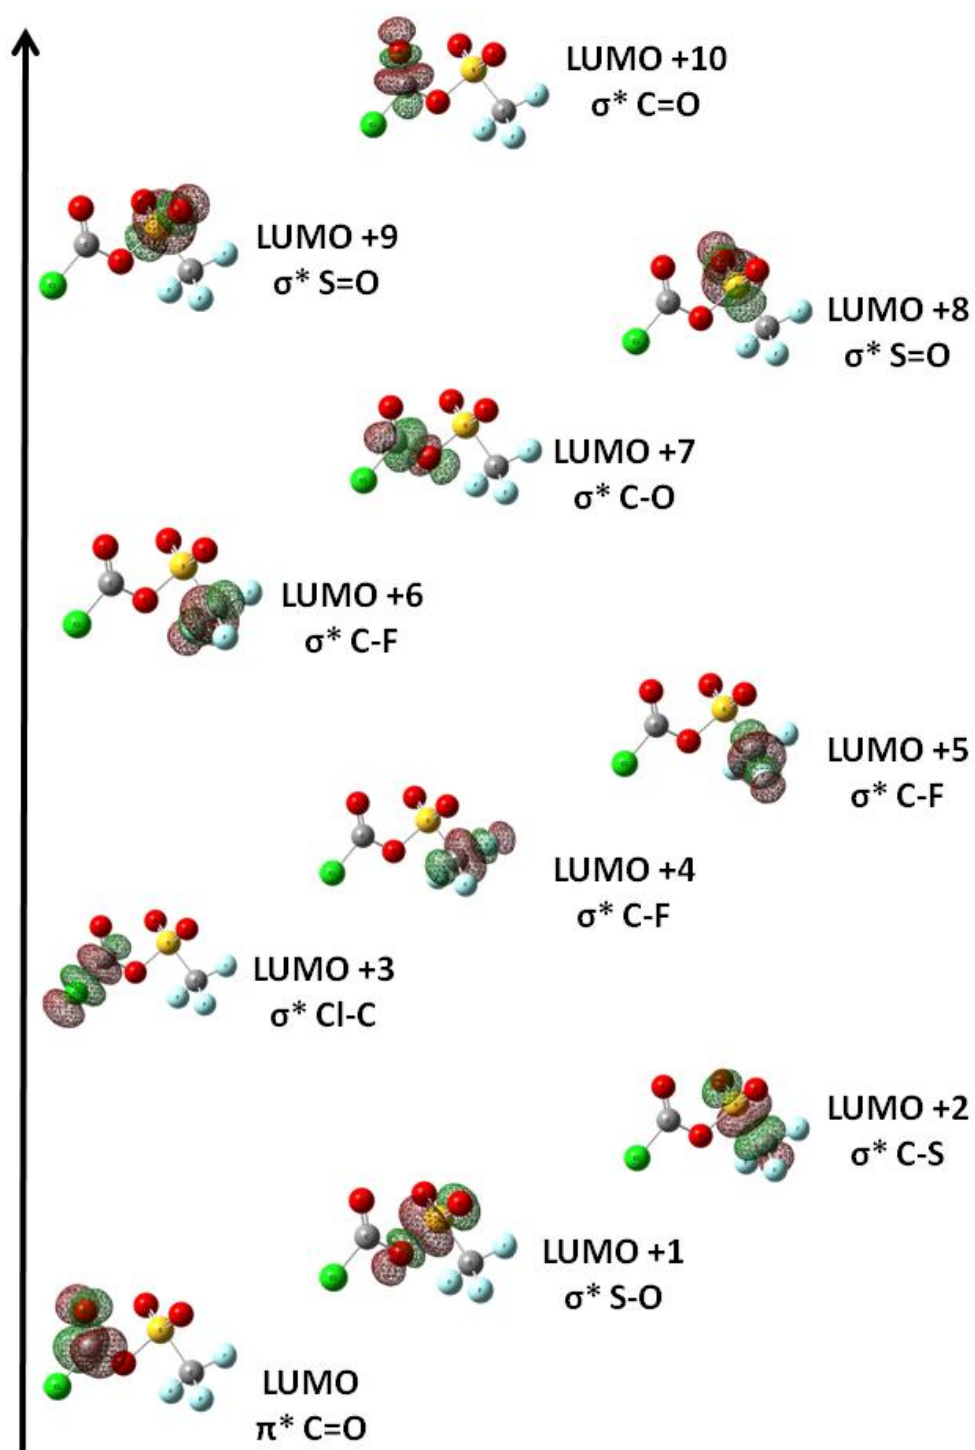 LUMO +10
σ* C=O
LUMO +9
σ* S=O
LUMO +8
σ* S=O
LUMO +7
σ* C-O
LUMO +6
σ* C-F
LUMO +5
σ* C-F
LUMO +4
σ* C-F
LUMO +3
σ* Cl-C
LUMO +2
σ* C-S
LUMO +1
σ* S-O
LUMO
π* C=O